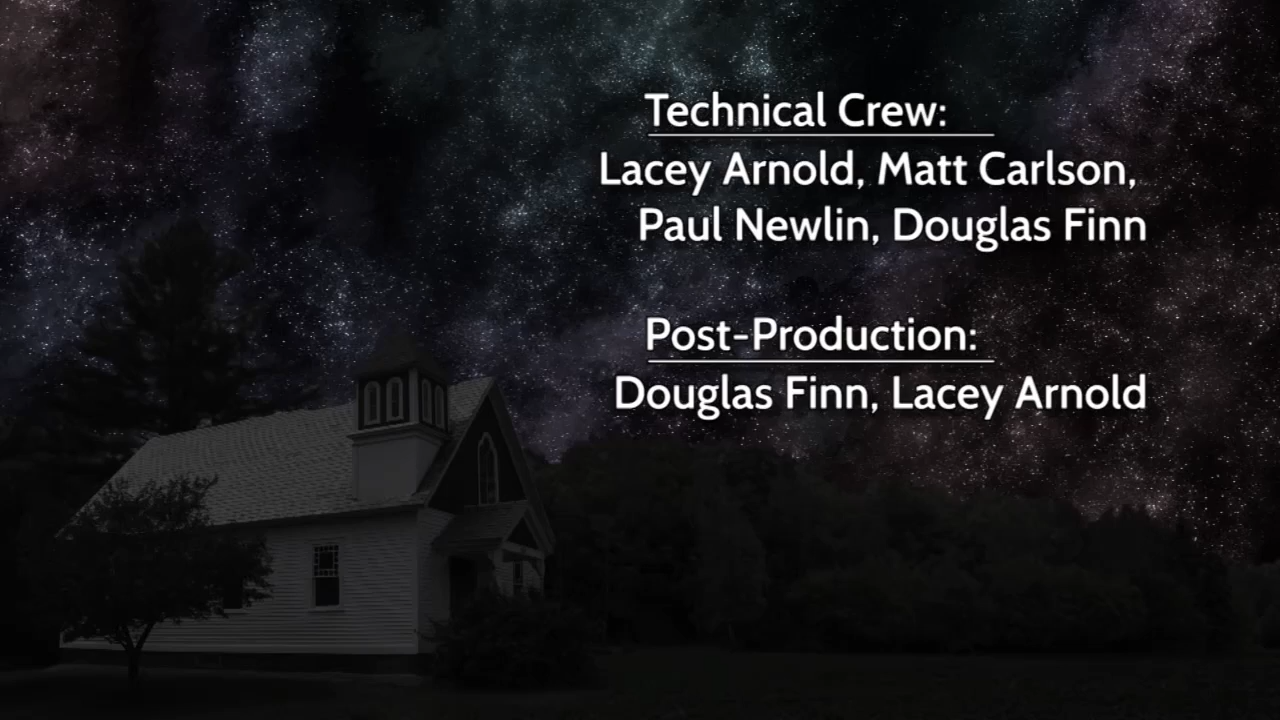 Technical Crew:
Lacey Arnold, Matt Carlson,
Paul Newlin, Douglas Finn
Post-Production:
Douglas Finn, Lacey Arnold